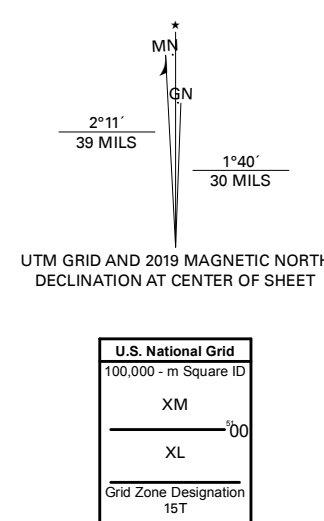 ★
MN
GN
2°11´
39 MILS
1°40´
30 MILS
UTM GRID AND 2019 MAGNETIC NORTH
DECLINATION AT CENTER OF SHEET
U.S. National Grid
100,000 - m Square ID
XM
5100
XL
Grid Zone Designation
15T